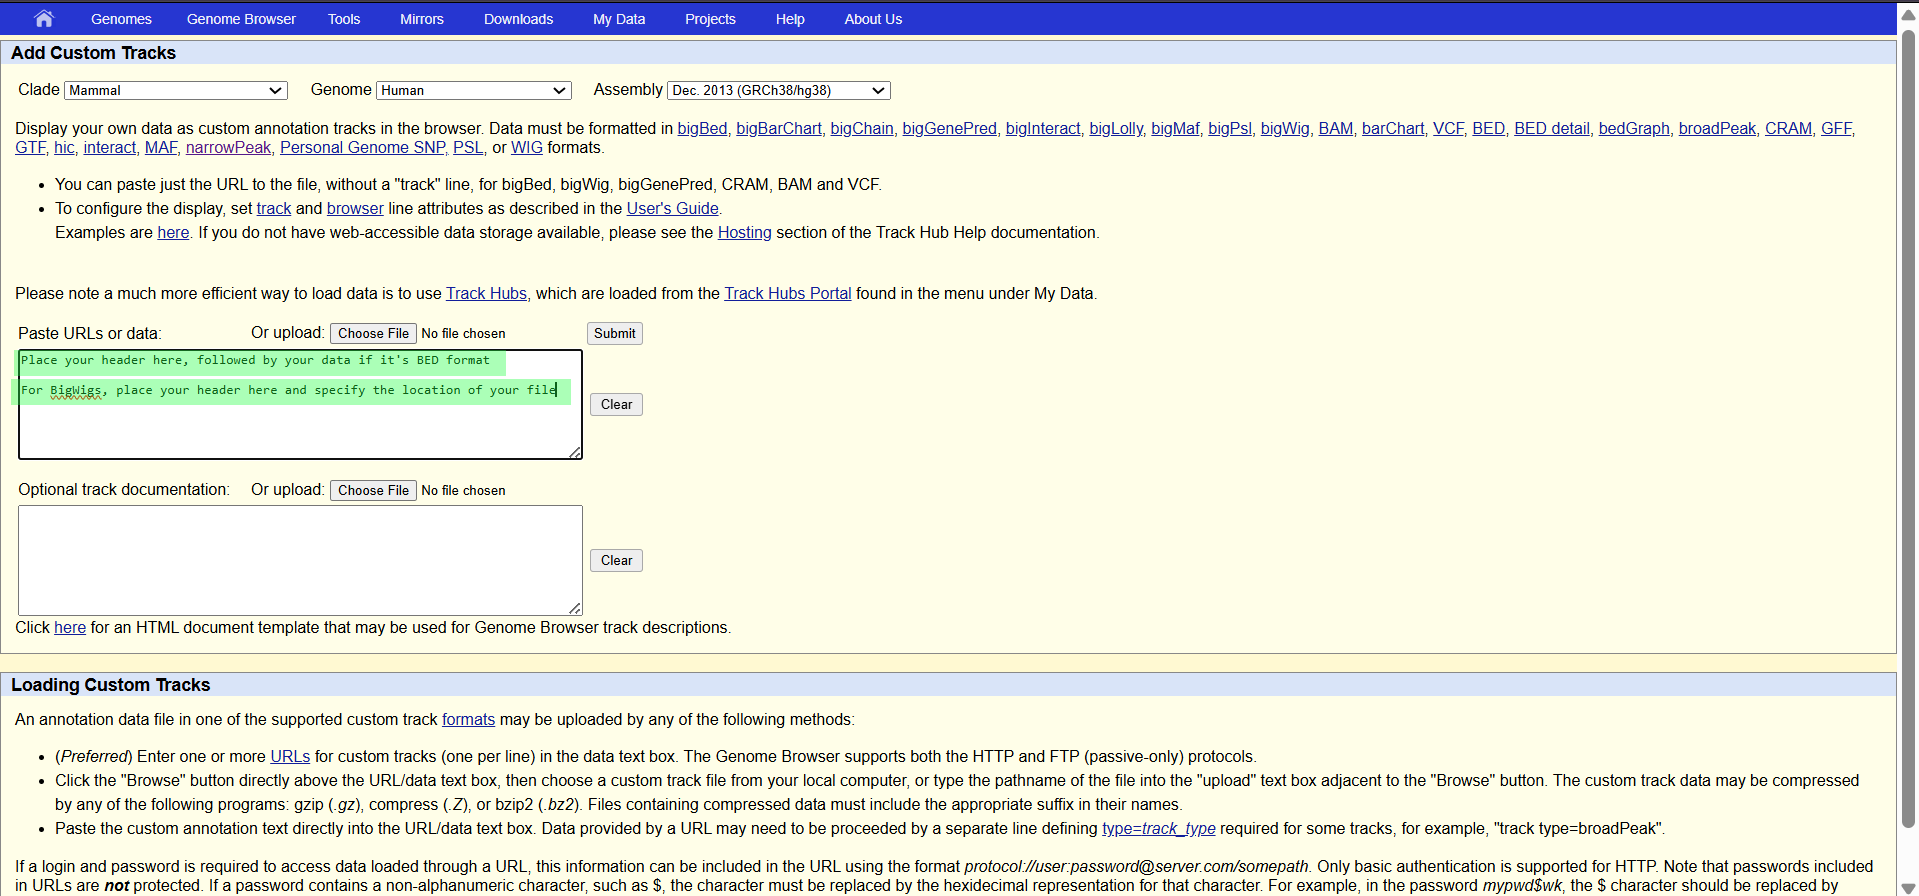 Genomes Genome Browser Tools Mirrors Downloads My Data Projects Help About Us
Add Custom Tracks
Clade Mammal Genome Human Assembly Dec. 2013 (GRCh38/hg38)
Display your own data as custom annotation tracks in the browser. Data must be formatted in bigBed, bigBarChart, bigChain, bigGenePred, bigInteract, bigLolly, bigMaf, bigPsl, bigWig, BAM, barChart, VCF, BED, BED detail, bedGraph, broadPeak, CRAM, GFF,
GTF, hic, interact, MAF, narrowPeak, Personal Genome SNP, PSL, or WIG formats.
• You can paste just the URL to the file, without a "track" line, for bigBed, bigWig, bigGenePred, CRAM, BAM and VCF.
• To configure the display, set track and browser line attributes as described in the User's Guide.
Examples are here. If you do not have web-accessible data storage available, please see the Hosting section of the Track Hub Help documentation.
Please note a much more efficient way to load data is to use Track Hubs, which are loaded from the Track Hubs Portal found in the menu under My Data.
Paste URLs or data: Or upload: Choose File No file chosen Submit
Place your header here, followed by your data if it's BED format
For BigWigs, place your header here and specify the location of your file
Clear
Optional track documentation: Or upload: Choose File No file chosen
Clear
Click here for an HTML document template that may be used for Genome Browser track descriptions.
Loading Custom Tracks
An annotation data file in one of the supported custom track formats may be uploaded by any of the following methods:
• (Preferred) Enter one or more URLs for custom tracks (one per line) in the data text box. The Genome Browser supports both the HTTP and FTP (passive-only) protocols.
• Click the "Browse" button directly above the URL/data text box, then choose a custom track file from your local computer, or type the pathname of the file into the "upload" text box adjacent to the "Browse" button. The custom track data may be compressed
by any of the following programs: gzip (.gz), compress (.Z), or bzip2 (.bz2). Files containing compressed data must include the appropriate suffix in their names.
• Paste the custom annotation text directly into the URL/data text box. Data provided by a URL may need to be proceeded by a separate line defining type=track_type required for some tracks, for example, "track type=broadPeak".
If a login and password is required to access data loaded through a URL, this information can be included in the URL using the format protocol://user:password@server.com/somepath. Only basic authentication is supported for HTTP. Note that passwords included
in URLs are not protected. If a password contains a non-alphanumeric character, such as $, the character must be replaced by the hexidecimal representation for that character. For example, in the password mypwd$wk, the $ character should be replaced by